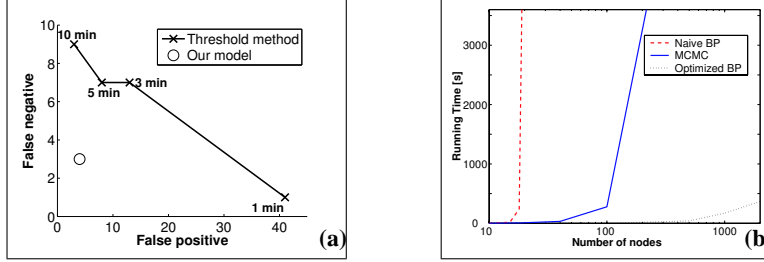 10
8
6
4
2
0
0
10
20
30
40
False negative
False positive
10 min
5 min
3 min
1 min
Threshold method
Our model
(a)
3000
2000
1000
0
10
100
1000
Running Time [s]
Number of nodes
Naive BP
MCMC
Optimized BP
(b